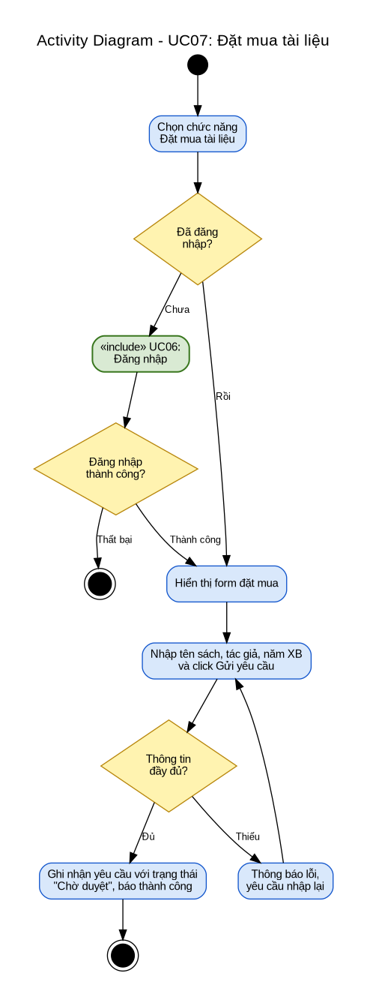 Activity Diagram - UC07: Đặt mua tài liệu
Chọn chức năng
Đặt mua tài liệu
Đã đăng
nhập?
Chưa
«include» UC06:
Đăng nhập
Rồi
Đăng nhập
thành công?
Thất bại
Thành công
Hiển thị form đặt mua
Nhập tên sách, tác giả, năm XB
và click Gửi yêu cầu
Thông tin
đầy đủ?
Đủ
Thiếu
Ghi nhận yêu cầu với trạng thái
"Chờ duyệt", báo thành công
Thông báo lỗi,
yêu cầu nhập lại